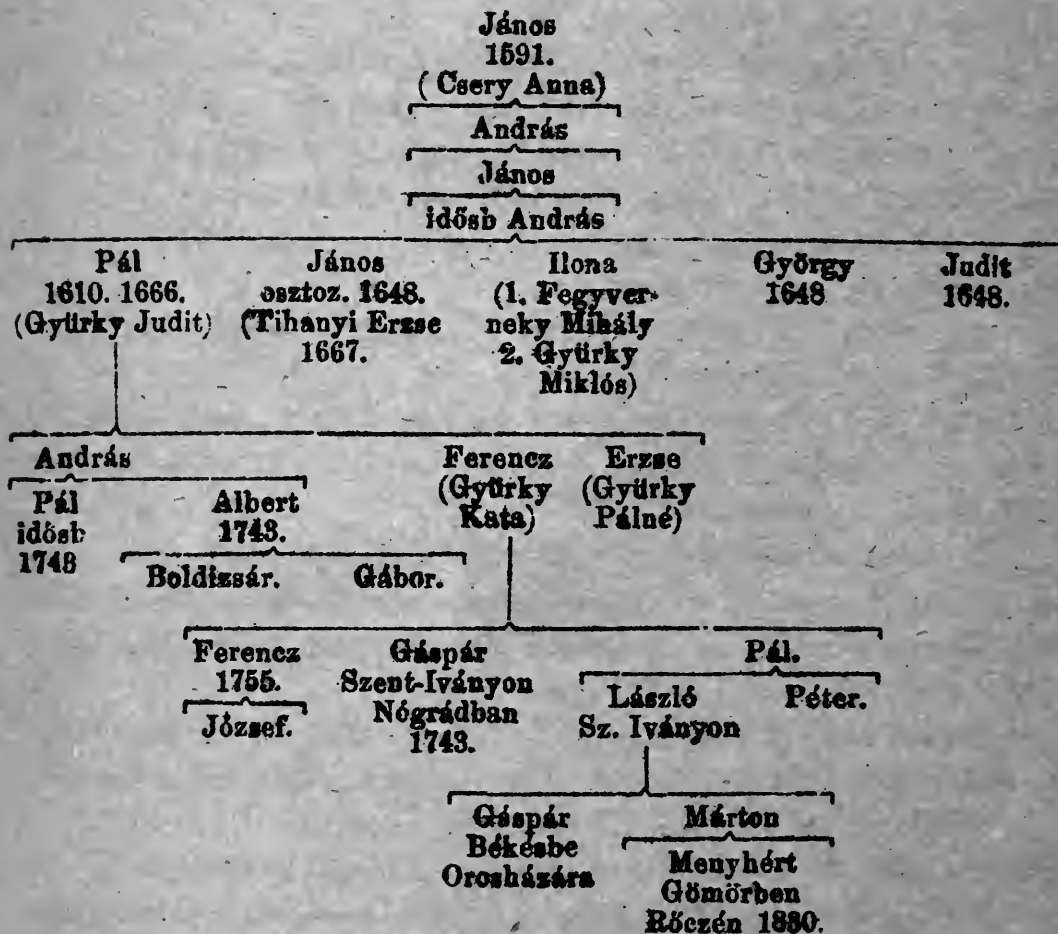 János
1591.
(Csery Anna)
András
János
idősb András
Pál János Ilona György Judit
1610. 1666. osztoz. 1648. (1. Fegyver- 1648 1648.
(Gyürky Judit) (Tihanyi Erzse neky Mihály
1667. 2. Gyürky
Miklós)
András Ferencz Erzse
Pál Albert (Gyürky (Gyürky
idősb 1743. Kata) Pálné)
1748
Boldizsár. Gábor.
Ferencz Gáspár Pál.
1755. Szent-Iványon László Péter.
József. Nógrádban Sz. Iványon
1743.
Gáspár Márton
Békésbe Menyhért
Orosházára Gömörben
Rőczén 1830.